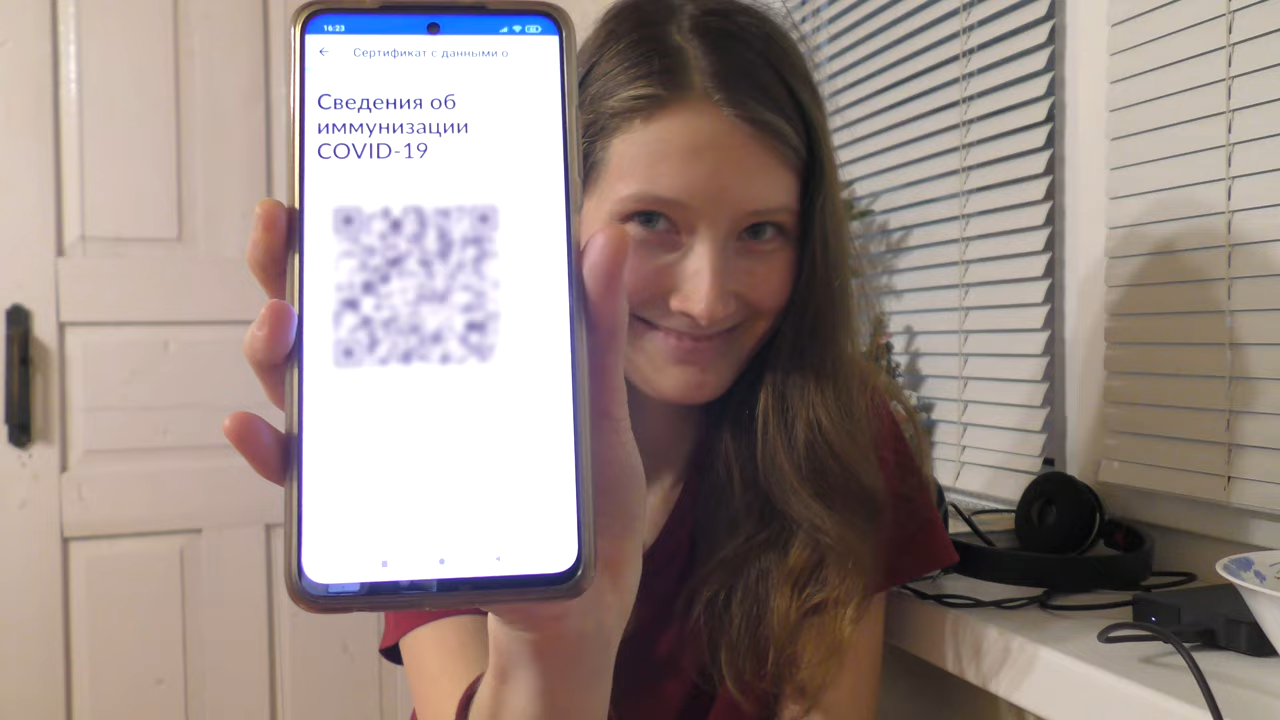 16:23
Сертификат с данными о
Сведения об
иммунизации
COVID-19